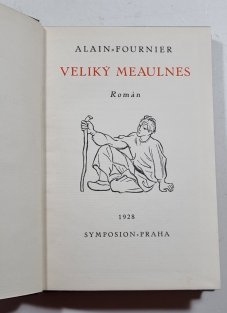 ALAIN-FOURNIER
VELIKÝ MEAULNES
Román
1928
SYMPOSION-PRAHA